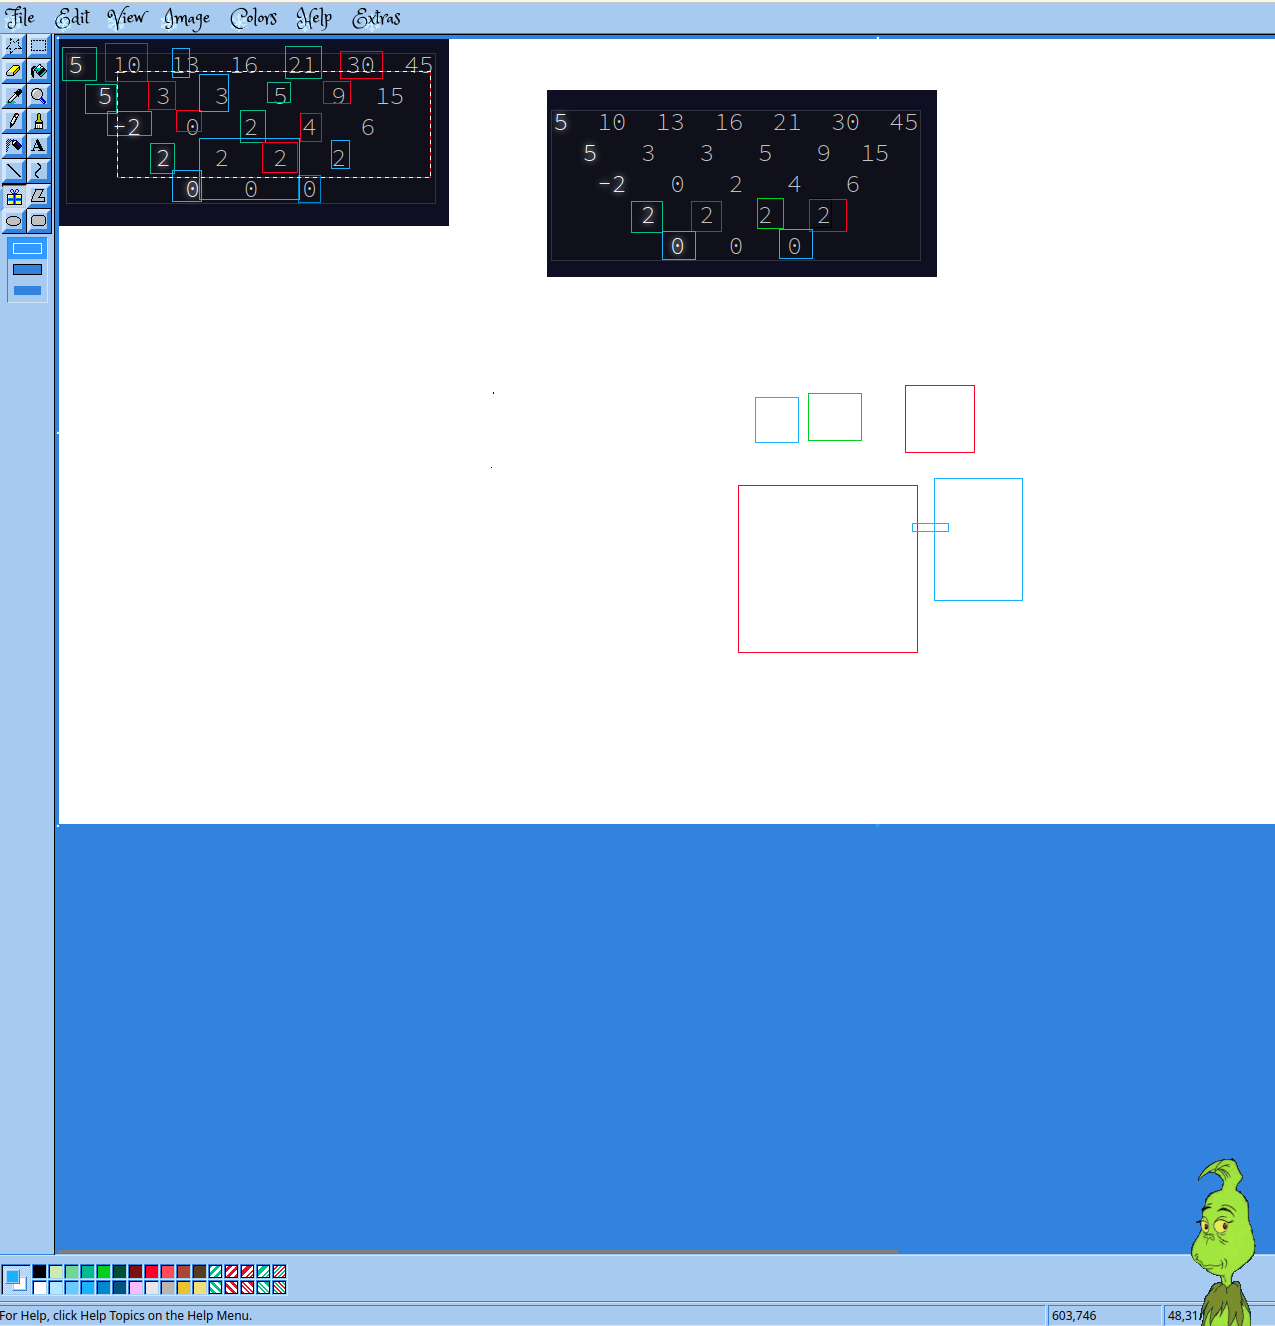 File Edit View Image Colors Help Extras
5 10 13 16 21 30 45
5 3 3 5 9 15
-2 0 2 4 6
2 2 2 2
0 0 0
5 10 13 16 21 30 45
5 3 3 5 9 15
-2 0 2 4 6
2 2 2 2
0 0 0
A
For Help, click Help Topics on the Help Menu.
603,746
48,31